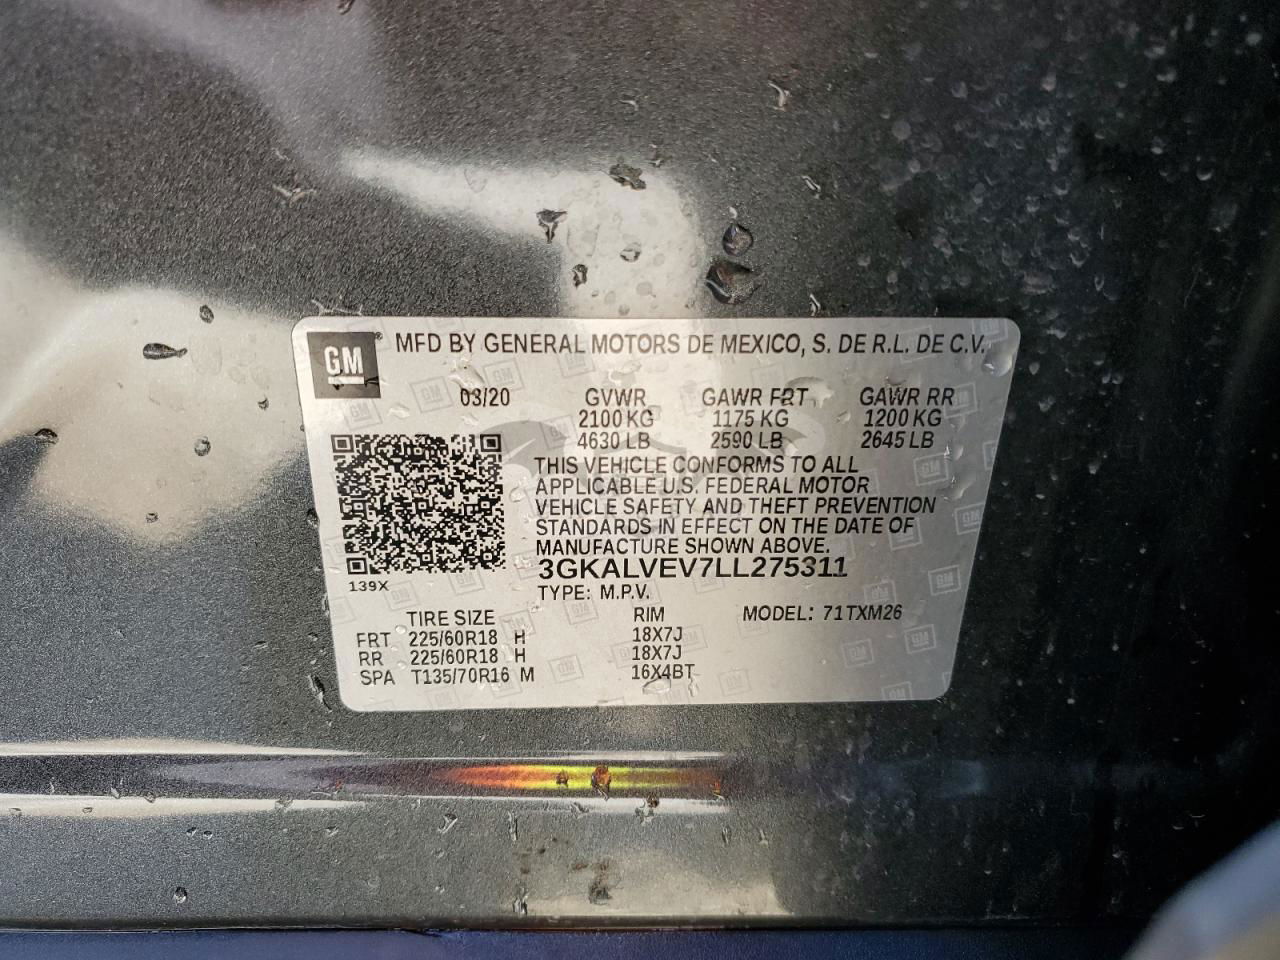 GM ® MFD BY GENERAL MOTORS DE MEXICO, S. DE R.L. DE C.V.
03/20 GVWR GAWR FRT GAWR RR
2100 KG 1175 KG 1200 KG
4630 LB 2590 LB 2645 LB
THIS VEHICLE CONFORMS TO ALL
APPLICABLE U.S. FEDERAL MOTOR
VEHICLE SAFETY AND THEFT PREVENTION
STANDARDS IN EFFECT ON THE DATE OF
MANUFACTURE SHOWN ABOVE.
3GKALVEV7LL275311
139X
TYPE: M.P.V.
TIRE SIZE RIM MODEL: 71TXM26
FRT 225/60R18 H 18X7J
RR 225/60R18 H 18X7J
SPA T135/70R16 M 16X4BT